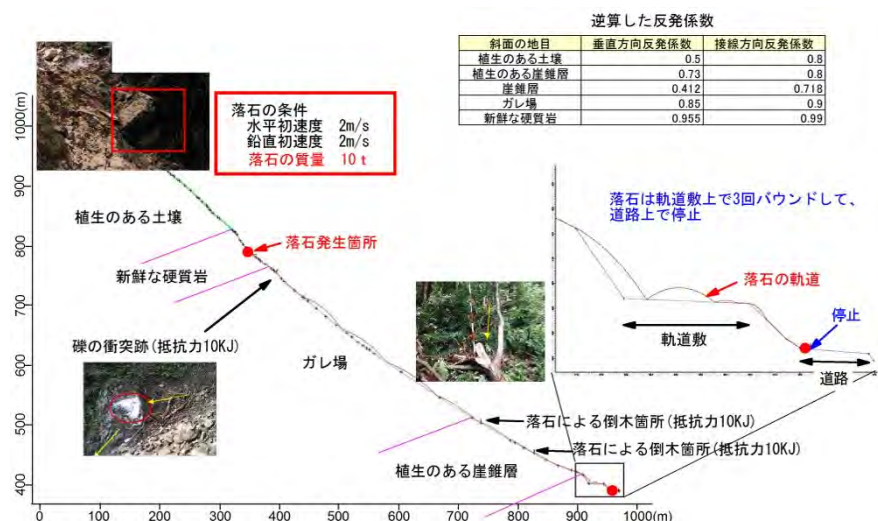 逆算した反発係数
斜面の地目 垂直方向反発係数 接線方向反発係数
植生のある土壌 0.5 0.8
植生のある崖錐層 0.73 0.8
崖錐層 0.412 0.718
ガレ場 0.85 0.9
新鮮な硬質岩 0.955 0.99
落石の条件
水平初速度 2m/s
鉛直初速度 2m/s
落石の質量 10 t
1000(m)
900
800
700
600
500
400
植生のある土壌
落石発生箇所
新鮮な硬質岩
礫の衝突跡(抵抗力10KJ)
ガレ場
落石は軌道敷上で3回バウンドして、
道路上で停止
落石の軌道
停止
軌道敷
道路
落石による倒木箇所(抵抗力10KJ)
落石による倒木箇所(抵抗力10KJ)
植生のある崖錐層
0 100 200 300 400 500 600 700 800 900 1000(m)